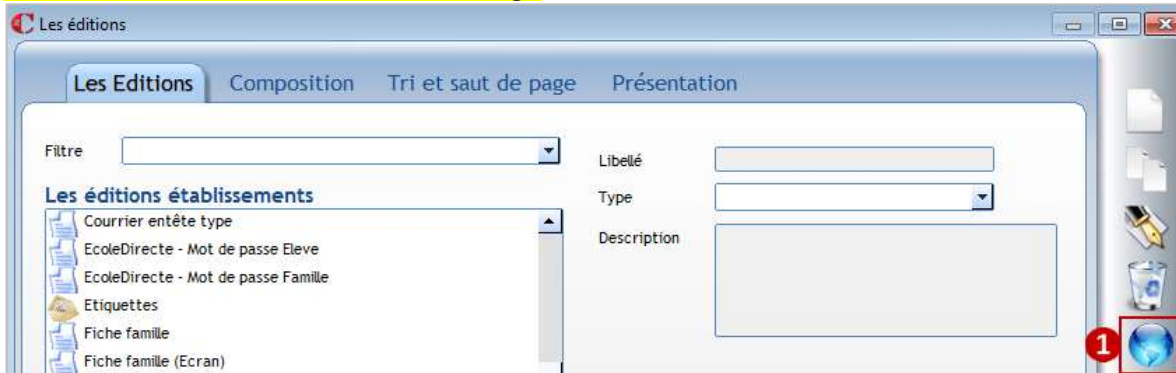 Les éditions
Les Editions Composition Tri et saut de page Présentation
Filtre
Libellé
Les éditions établissements
Type
Courrier entête type
Description
EcoleDirecte - Mot de passe Eleve
EcoleDirecte - Mot de passe Famille
Etiquettes
Fiche famille
Fiche famille (Ecran)
1